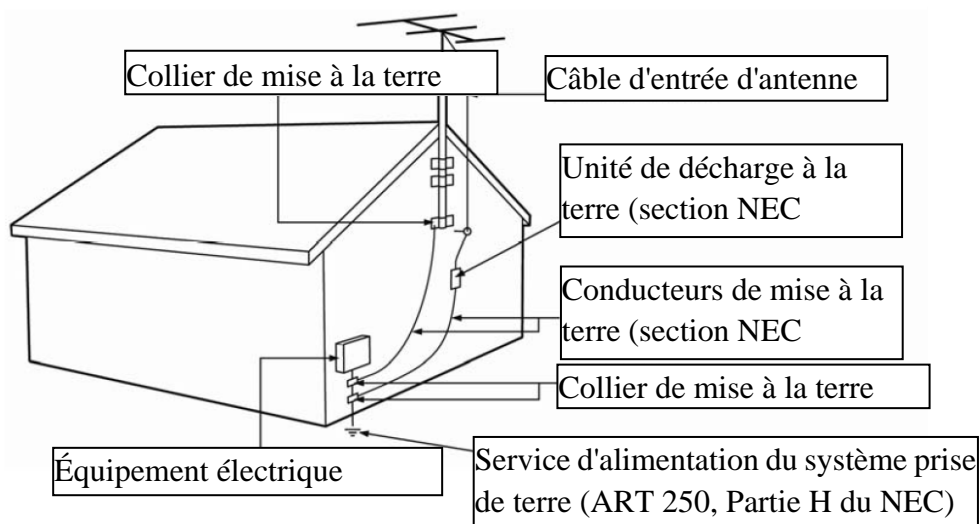 Collier de mise à la terre
Câble d'entrée d'antenne
Unité de décharge à la
terre (section NEC
Conducteurs de mise à la
terre (section NEC
Collier de mise à la terre
Équipement électrique
Service d'alimentation du système prise
de terre (ART 250, Partie H du NEC)